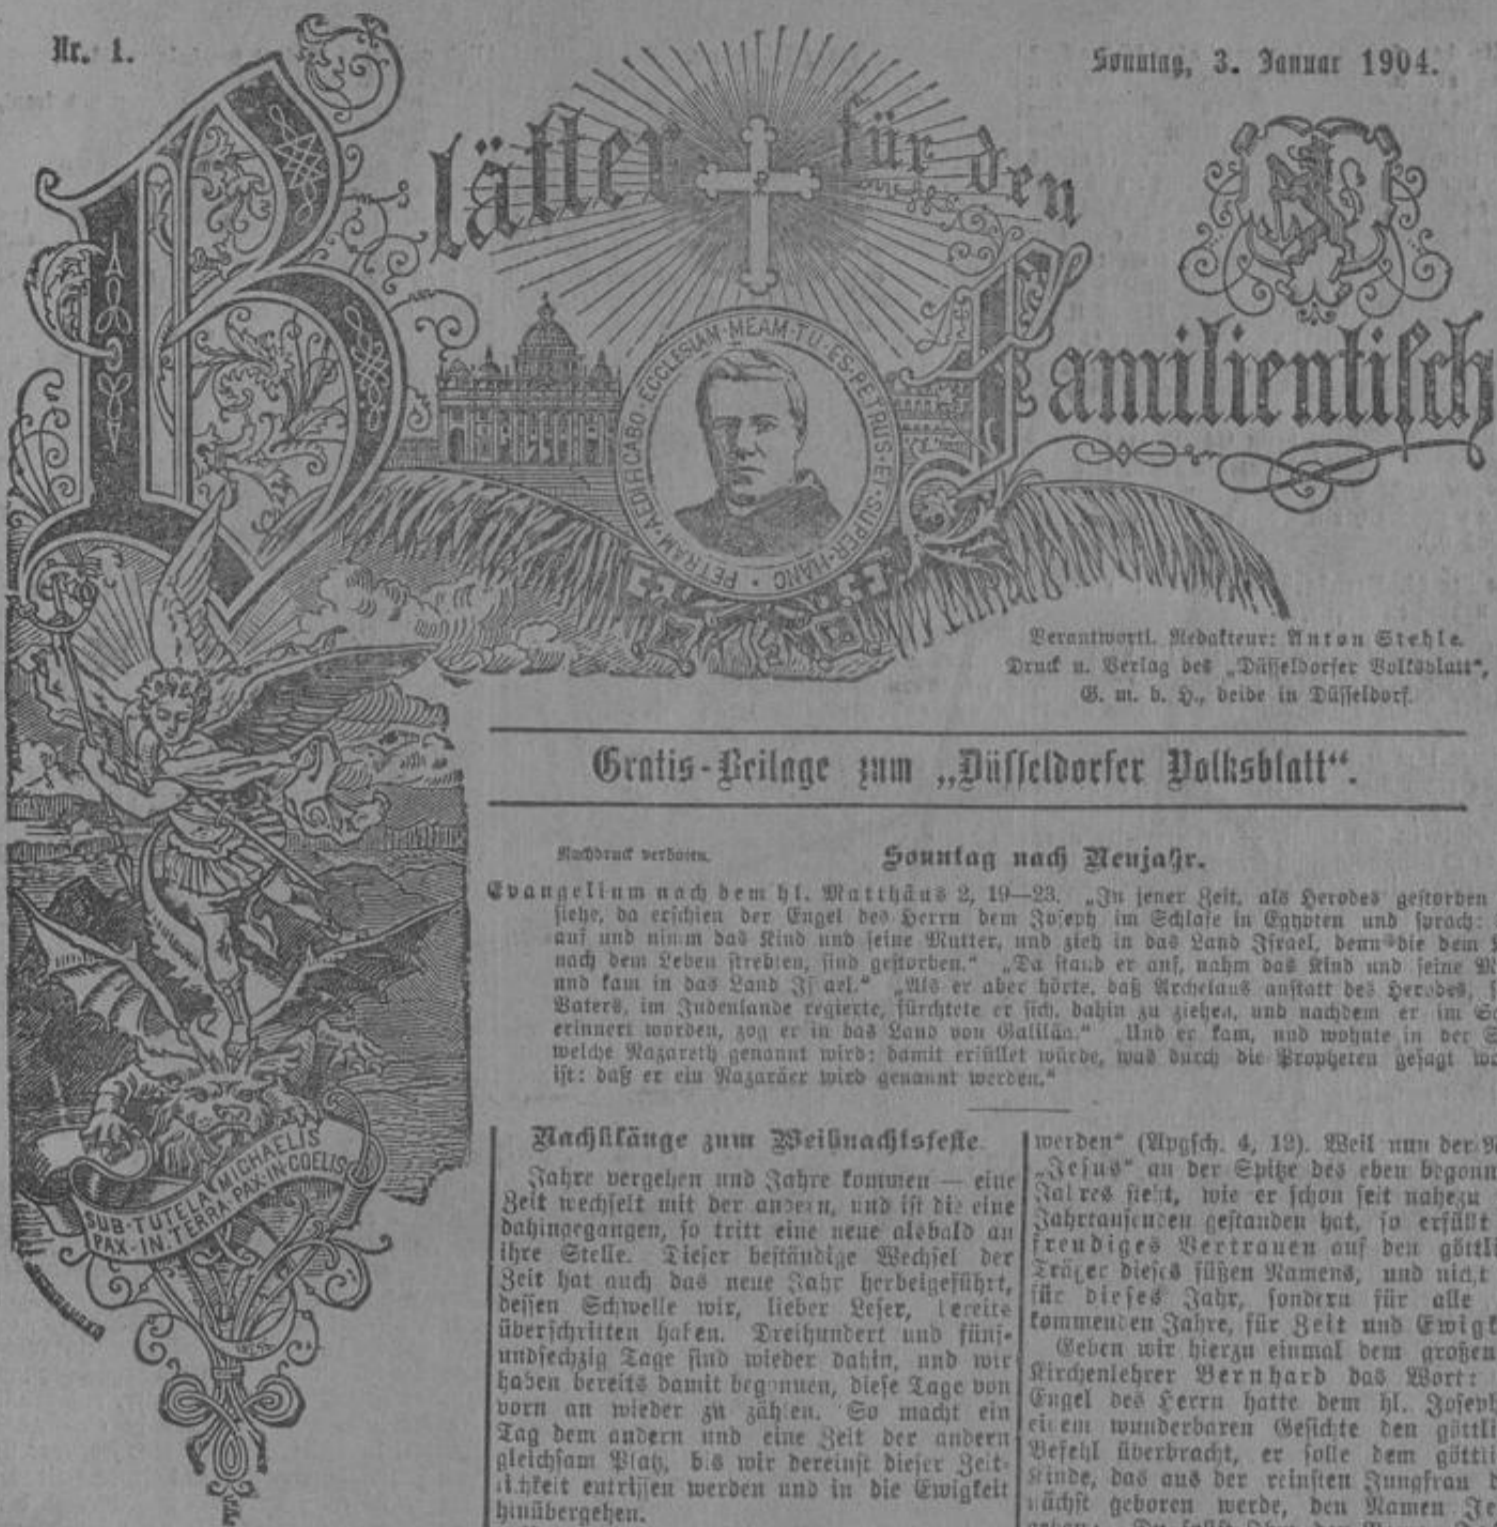 Nr. 1.
Sonntag, 3. Januar 1904.
Blätter für den
Familientisch
PETRAM · AEDIFICABO · ECCLESIAM · MEAM · TU · ES · PETRUS · ET · SUPER · HANC
Verantwortl. Redakteur: Anton Stehle.
Druck u. Verlag des „Düsseldorfer Volksblatt“,
G. m. b. H., beide in Düsseldorf.
Gratis-Beilage zum „Düsseldorfer Volksblatt“.
Nachdruck verboten.
Sonntag nach Neujahr.
Evangelium nach dem hl. Matthäus 2, 19—23. „In jener Zeit, als Herodes gestorben
siehe, da erschien der Engel des Herrn dem Joseph im Schlafe in Egypten und sprach:
auf und nimm das Kind und seine Mutter, und zieh in das Land Israel, denn die dem
nach dem Leben strebten, sind gestorben.“ „Da stand er auf, nahm das Kind und seine
und kam in das Land Israel.“ „Als er aber hörte, daß Archelaus anstatt des Herodes,
Vaters, im Judenlande regierte, fürchtete er sich, dahin zu ziehen, und nachdem er im
erinnert worden, zog er in das Land von Galiläa.“ „Und er kam, und wohnte in der
welche Nazareth genannt wird: damit erfüllet würde, was durch die Propheten gesagt
ist: daß er ein Nazaräer wird genannt werden.“
SUB · TUTELA MICHAELIS
PAX · IN · TERRA · PAX · IN · COELIS
Nachklänge zum Weihnachtsfeste.
Jahre vergehen und Jahre kommen — eine
Zeit wechselt mit der andern, und ist die eine
dahingegangen, so tritt eine neue alsbald an
ihre Stelle. Dieser beständige Wechsel der
Zeit hat auch das neue Jahr herbeigeführt,
dessen Schwelle wir, lieber Leser, bereits
überschritten haben. Dreihundert und fünf-
undsechzig Tage sind wieder dahin, und wir
haben bereits damit begonnen, diese Tage von
vorn an wieder zu zählen. So macht ein
Tag dem andern und eine Zeit der andern
gleichsam Platz, bis wir dereinst dieser Zeit-
lichkeit entrissen werden und in die Ewigkeit
hinübergehen.
werden“ (Apgsch. 4, 12). Weil nun der
„Jesus“ an der Spitze des eben
Jahres steht, wie er schon seit nahezu
Jahrtausenden gestanden hat, so erfüllt
freudiges Vertrauen auf den
Träger dieses süßen Namens, und nicht
für dieses Jahr, sondern für alle
kommenden Jahre, für Zeit und
Geben wir hierzu einmal dem großen
Kirchenlehrer Bernhard das Wort:
Engel des Herrn hatte dem hl. Joseph
einem wunderbaren Gesichte den
Befehl überbracht, er solle dem
Kinde, das aus der reinsten Jungfrau
nächst geboren werde, den Namen